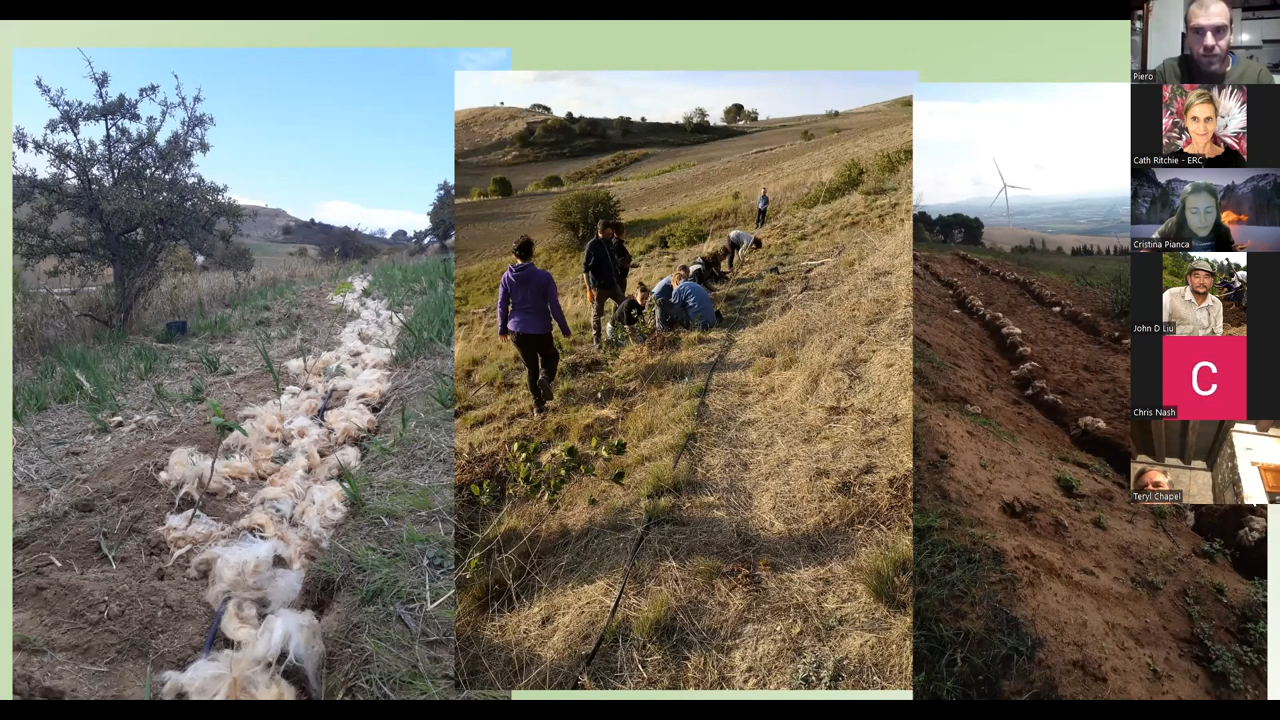 Piero
Cath Ritchie - ERC
Cristina Pianca
John D Liu
C
Chris Nash
Teryl Chapel